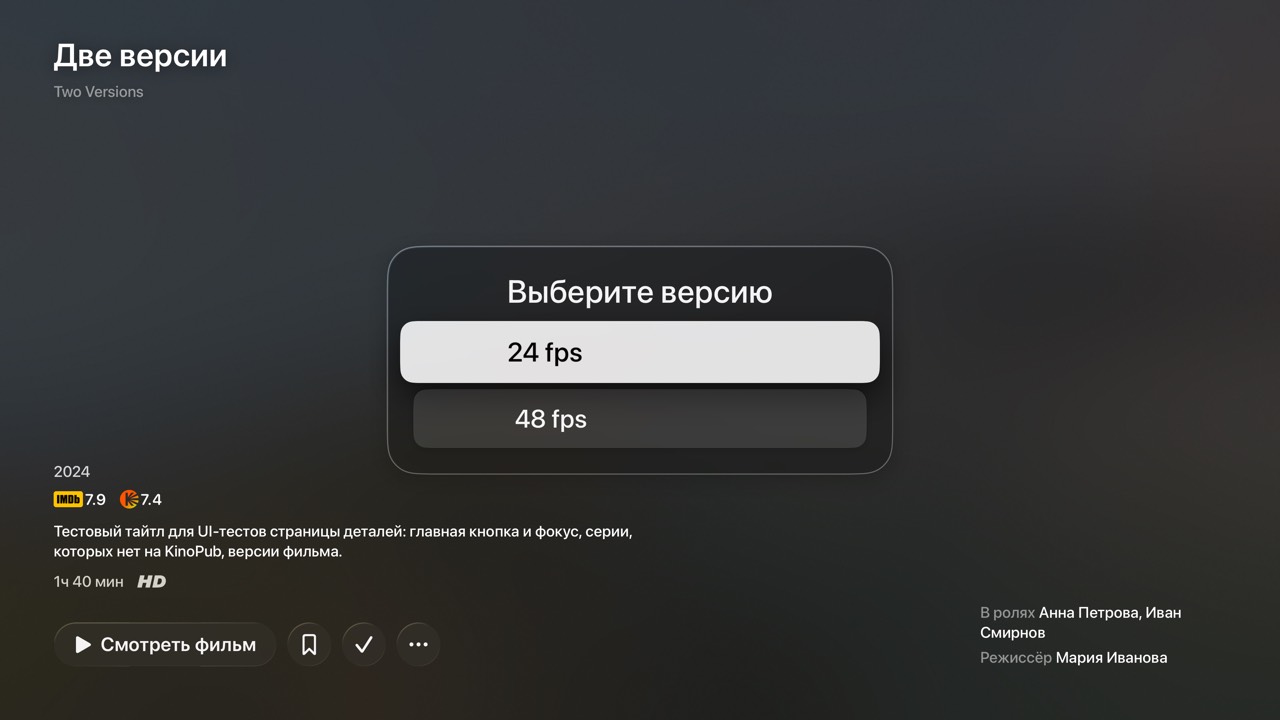 Две версии
Two Versions
Выберите версию
24 fps
48 fps
2024
IMDb 7.9 7.4
Тестовый тайтл для UI-тестов страницы деталей: главная кнопка и фокус, серии,
которых нет на KinoPub, версии фильма.
1ч 40 мин HD
Смотреть фильм
В ролях Анна Петрова, Иван
Смирнов
Режиссёр Мария Иванова